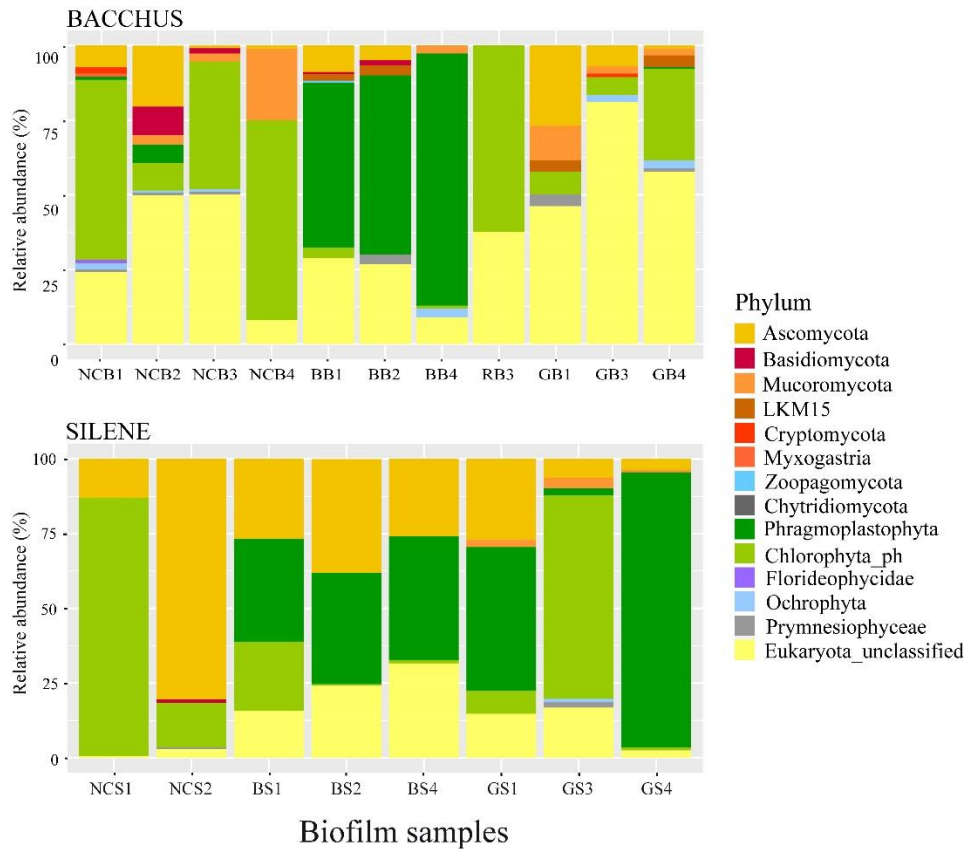 BACCHUS
100
75
50
25
0
Relative abundance (%)
NCB1 NCB2 NCB3 NCB4 BB1 BB2 BB4 RB3 GB1 GB3 GB4
SILENE
100
75
50
25
0
Relative abundance (%)
NCS1 NCS2 BS1 BS2 BS4 GS1 GS3 GS4
Biofilm samples
Phylum
Ascomycota
Basidiomycota
Mucoromycota
LKM15
Cryptomycota
Myxogastria
Zoopagomycota
Chytridiomycota
Phragmoplastophyta
Chlorophyta_ph
Florideophycidae
Ochrophyta
Prymnesiophyceae
Eukaryota_unclassified